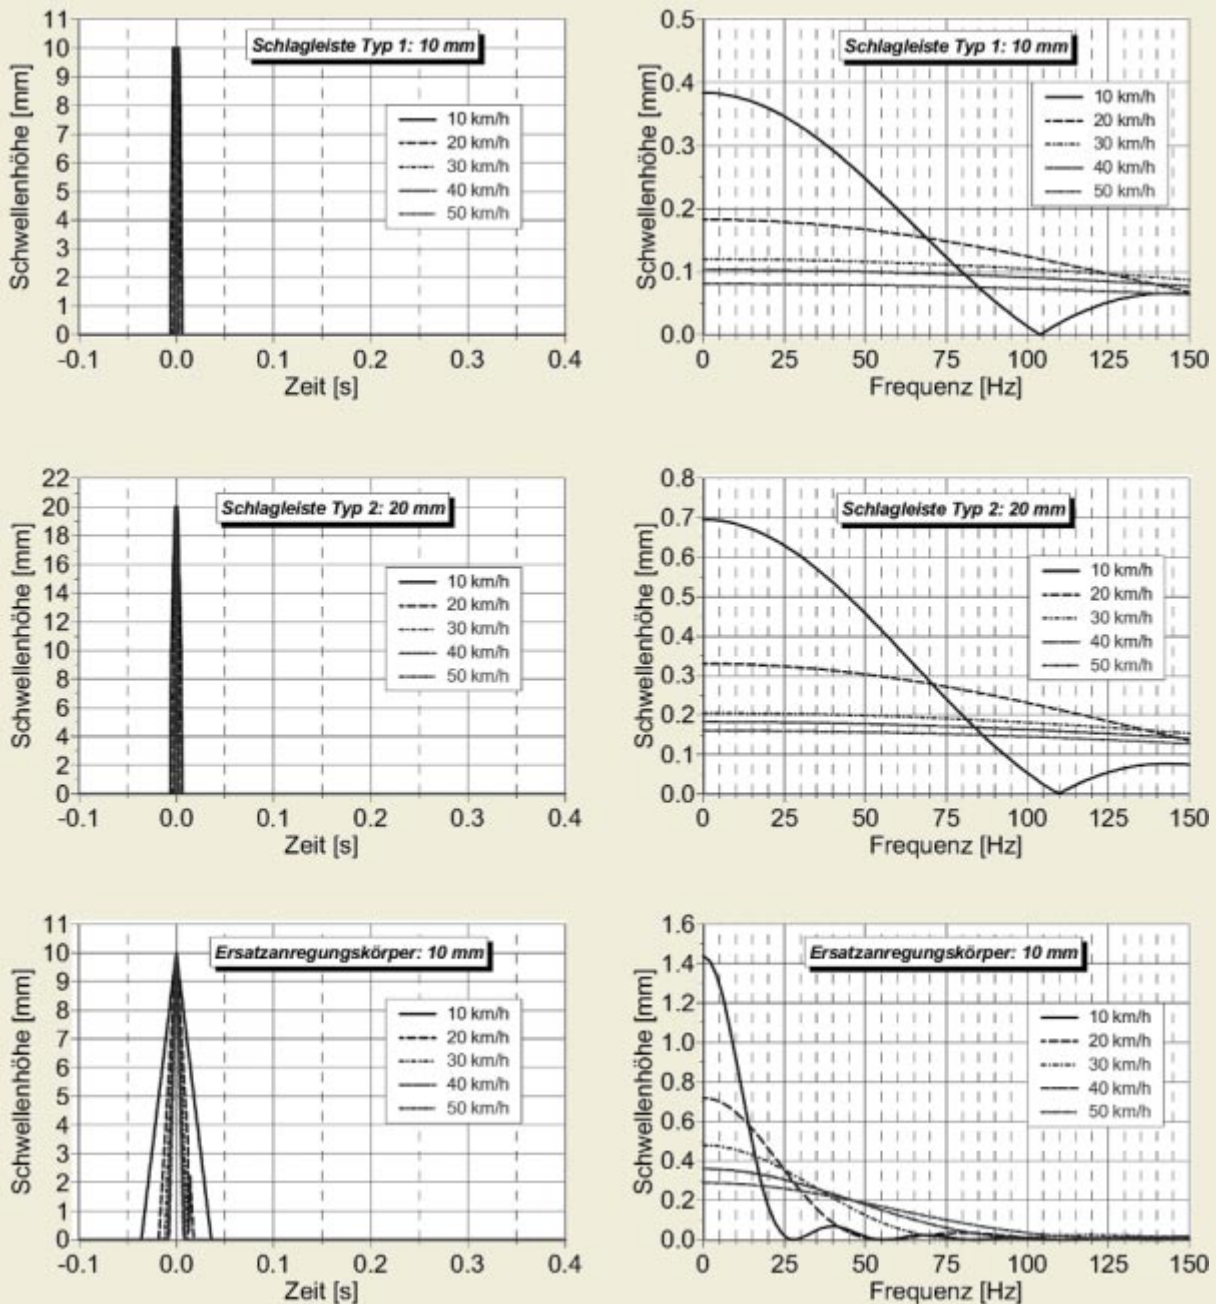 Schlagleiste Typ 1: 10 mm
Schwellenhöhe [mm]
11
10
9
8
7
6
5
4
3
2
1
0
10 km/h
20 km/h
30 km/h
40 km/h
50 km/h
-0.1 0.0 0.1 0.2 0.3 0.4
Zeit [s]
Schlagleiste Typ 1: 10 mm
Schwellenhöhe [mm]
0.5
0.4
0.3
0.2
0.1
0.0
10 km/h
20 km/h
30 km/h
40 km/h
50 km/h
0 25 50 75 100 125 150
Frequenz [Hz]
Schlagleiste Typ 2: 20 mm
Schwellenhöhe [mm]
22
20
18
16
14
12
10
8
6
4
2
0
10 km/h
20 km/h
30 km/h
40 km/h
50 km/h
-0.1 0.0 0.1 0.2 0.3 0.4
Zeit [s]
Schlagleiste Typ 2: 20 mm
Schwellenhöhe [mm]
0.8
0.7
0.6
0.5
0.4
0.3
0.2
0.1
0.0
10 km/h
20 km/h
30 km/h
40 km/h
50 km/h
0 25 50 75 100 125 150
Frequenz [Hz]
Ersatzanregungskörper: 10 mm
Schwellenhöhe [mm]
11
10
9
8
7
6
5
4
3
2
1
0
10 km/h
20 km/h
30 km/h
40 km/h
50 km/h
-0.1 0.0 0.1 0.2 0.3 0.4
Zeit [s]
Ersatzanregungskörper: 10 mm
Schwellenhöhe [mm]
1.6
1.4
1.2
1.0
0.8
0.6
0.4
0.2
0.0
10 km/h
20 km/h
30 km/h
40 km/h
50 km/h
0 25 50 75 100 125 150
Frequenz [Hz]